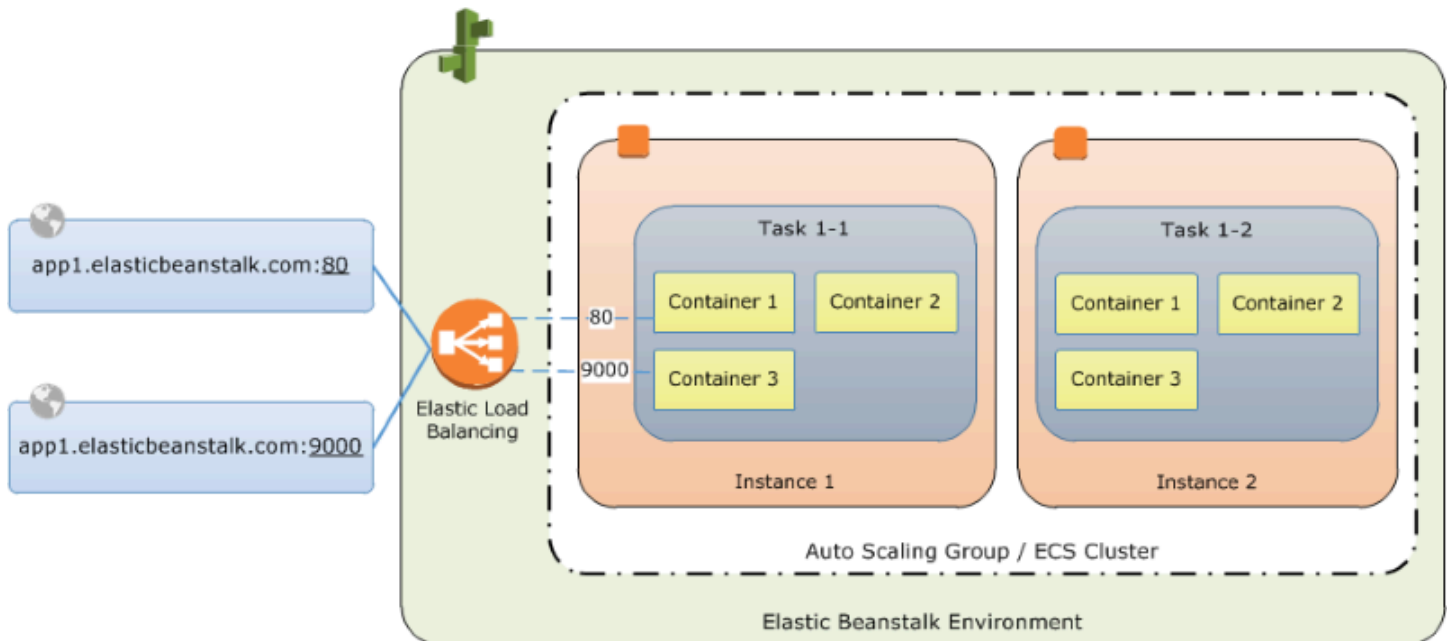 app1.elasticbeanstalk.com:80
app1.elasticbeanstalk.com:9000
Elastic Load
Balancing
80
9000
Task 1-1
Container 1
Container 2
Container 3
Instance 1
Task 1-2
Container 1
Container 2
Container 3
Instance 2
Auto Scaling Group / ECS Cluster
Elastic Beanstalk Environment